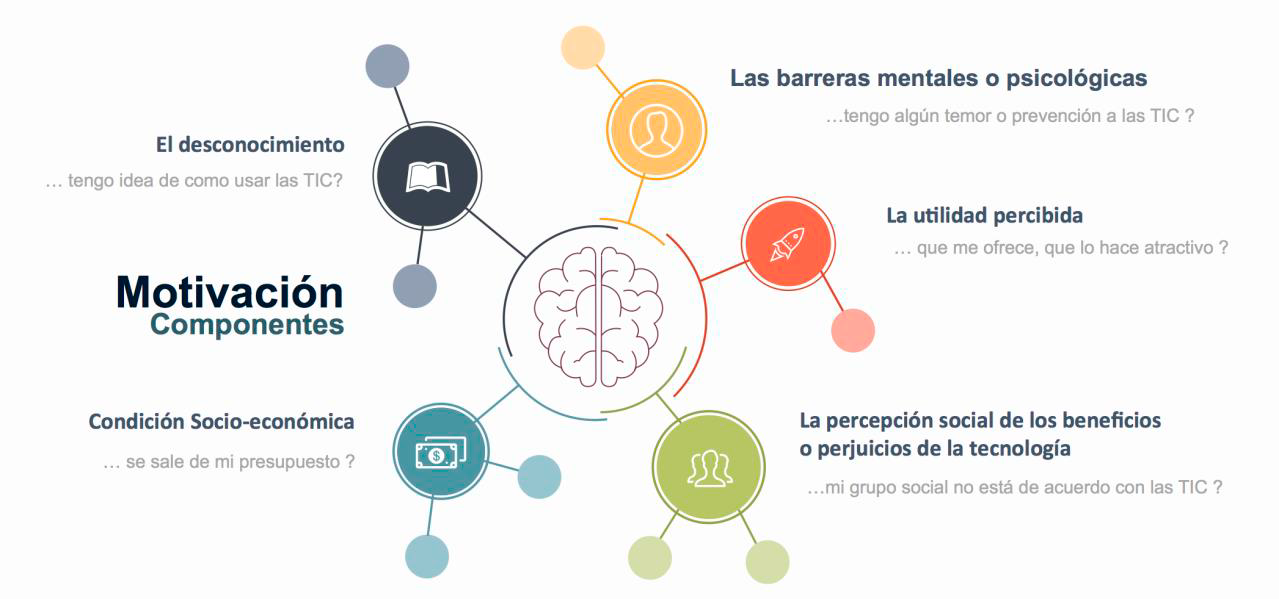 Las barreras mentales o psicológicas
…tengo algún temor o prevención a las TIC ?
El desconocimiento
… tengo idea de como usar las TIC?
La utilidad percibida
… que me ofrece, que lo hace atractivo ?
Motivación
Componentes
Condición Socio-económica
… se sale de mi presupuesto ?
La percepción social de los beneficios
o perjuicios de la tecnología
…mi grupo social no está de acuerdo con las TIC ?
$